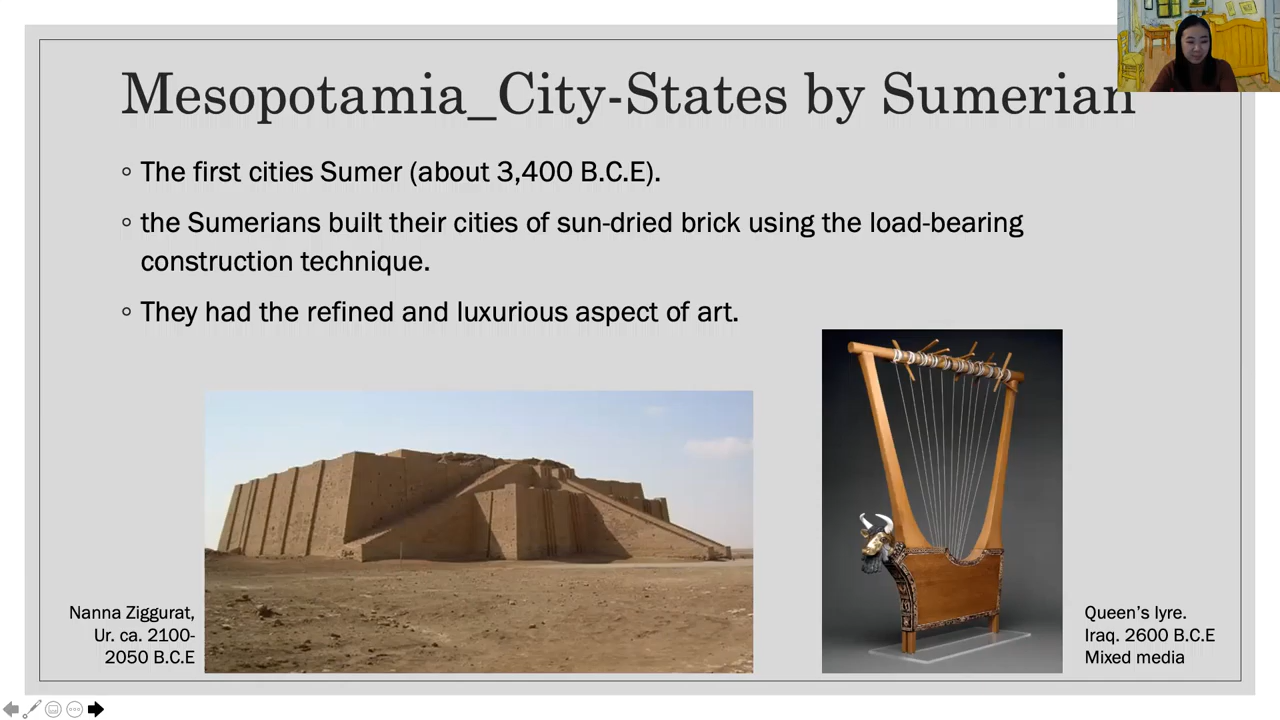 Mesopotamia_City-States by Sumerian
◦ The first cities Sumer (about 3,400 B.C.E).
◦ the Sumerians built their cities of sun-dried brick using the load-bearing
construction technique.
◦ They had the refined and luxurious aspect of art.
Nanna Ziggurat,
Ur. ca. 2100-
2050 B.C.E
Queen’s lyre.
Iraq. 2600 B.C.E
Mixed media